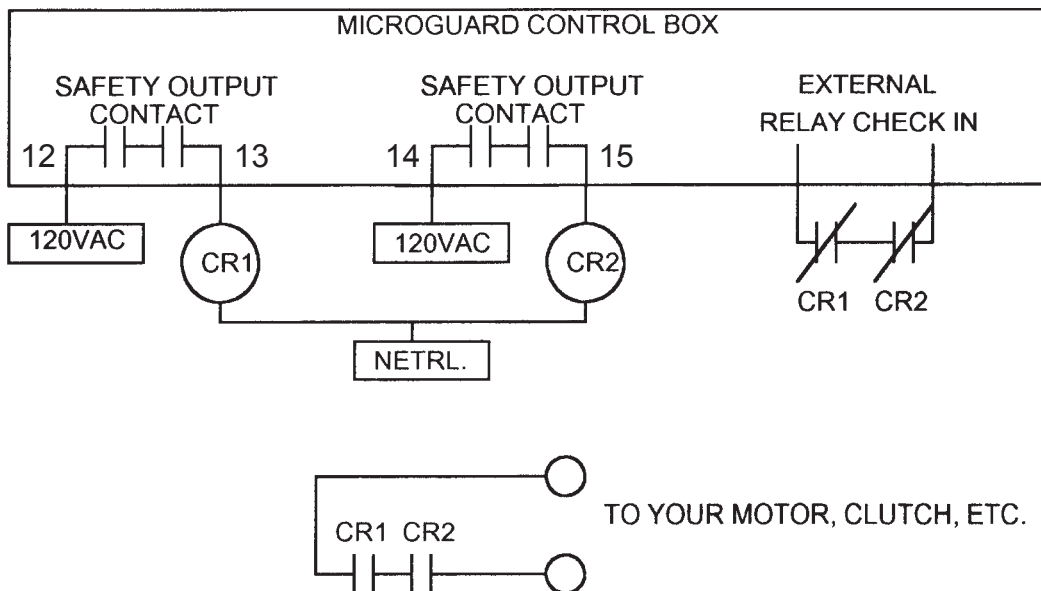 MICROGUARD CONTROL BOX
SAFETY OUTPUT
CONTACT
SAFETY OUTPUT
CONTACT
EXTERNAL
RELAY CHECK IN
12
13
14
15
120VAC
CR1
120VAC
CR2
CR1 CR2
NETRL.
TO YOUR MOTOR, CLUTCH, ETC.
CR1 CR2